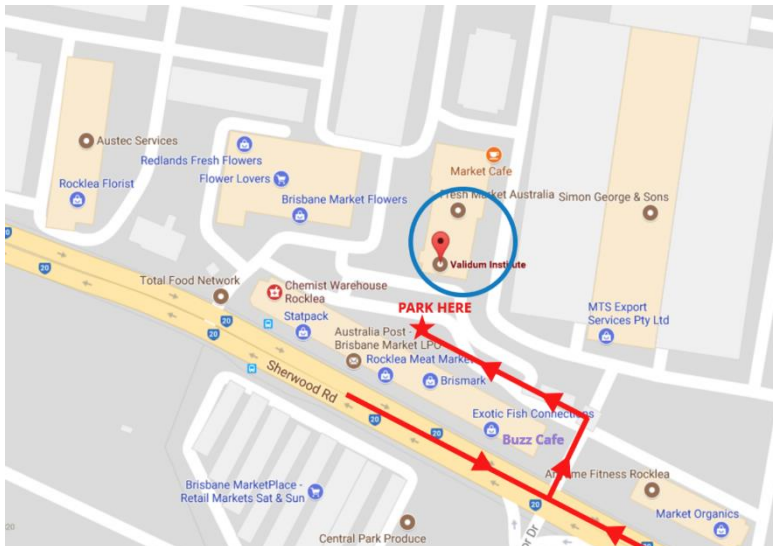 Austec Services
Redlands Fresh Flowers
Flower Lovers
Rocklea Florist
Brisbane Market Flowers
Market Cafe
Fresh Market Australia
Simon George & Sons
Validum Institute
20
20
Total Food Network
Chemist Warehouse
Rocklea
Statpack
PARK HERE
MTS Export
Services Pty Ltd
Australia Post -
Brisbane Market LPO
Rocklea Meat Market
Brismark
Sherwood Rd
20
Exotic Fish Connections
20
Buzz Cafe
Fitness Rocklea
Brisbane MarketPlace -
Retail Markets Sat & Sun
20
Market Organics
Central Park Produce
Dr
20
20